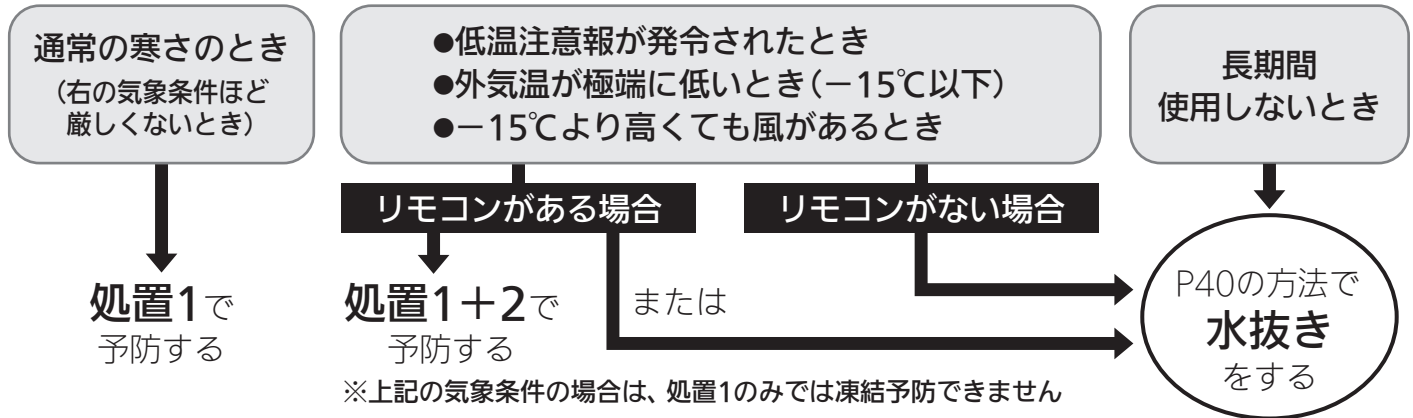 通常の寒さのとき
(右の気象条件ほど
厳しくないとき)
●低温注意報が発令されたとき
●外気温が極端に低いとき(－15℃以下)
●－15℃より高くても風があるとき
長期間
使用しないとき
リモコンがある場合
リモコンがない場合
処置1で
予防する
処置1＋2で
予防する
または
P40の方法で
水抜き
をする
※上記の気象条件の場合は、処置1のみでは凍結予防できません